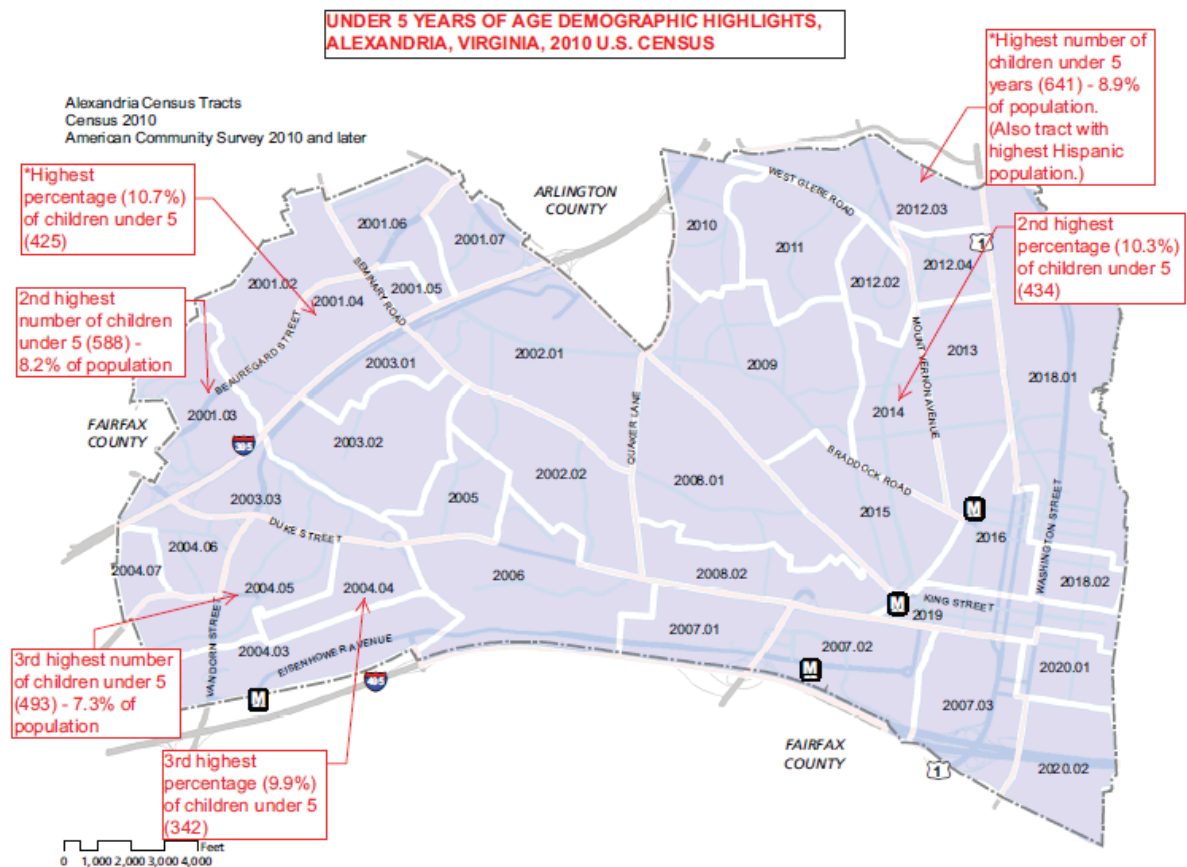 UNDER 5 YEARS OF AGE DEMOGRAPHIC HIGHLIGHTS,
ALEXANDRIA, VIRGINIA, 2010 U.S. CENSUS
*Highest number of
children under 5
years (641) - 8.9%
of population.
(Also tract with
highest Hispanic
population.)
Alexandria Census Tracts
Census 2010
American Community Survey 2010 and later
*Highest
percentage (10.7%)
of children under 5
(425)
2nd highest
number of children
under 5 (588) -
8.2% of population
2nd highest
percentage (10.3%)
of children under 5
(434)
3rd highest number
of children under 5
(493) - 7.3% of
population
3rd highest
percentage (9.9%)
of children under 5
(342)
ARLINGTON
COUNTY
FAIRFAX
COUNTY
FAIRFAX
COUNTY
WEST GLEBE ROAD
SEMINARY ROAD
BEAUREGARD STREET
QUAKER LANE
MOUNT VERNON AVENUE
BRADDOCK ROAD
WASHINGTON STREET
KING STREET
DUKE STREET
VANDORN STREET
EISENHOWER AVENUE
2001.06
2001.07
2001.02
2001.04
2001.05
2001.03
2003.01
2002.01
2003.02
2002.02
2003.03
2005
2004.06
2004.07
2004.05
2004.04
2004.03
2006
2010
2011
2012.03
2012.04
2012.02
2009
2013
2014
2018.01
2008.01
2015
2016
2008.02
2018.02
2019
2007.01
2007.02
2020.01
2007.03
2020.02
1
1
M
M
M
M
0 1,000 2,000 3,000 4,000
Feet